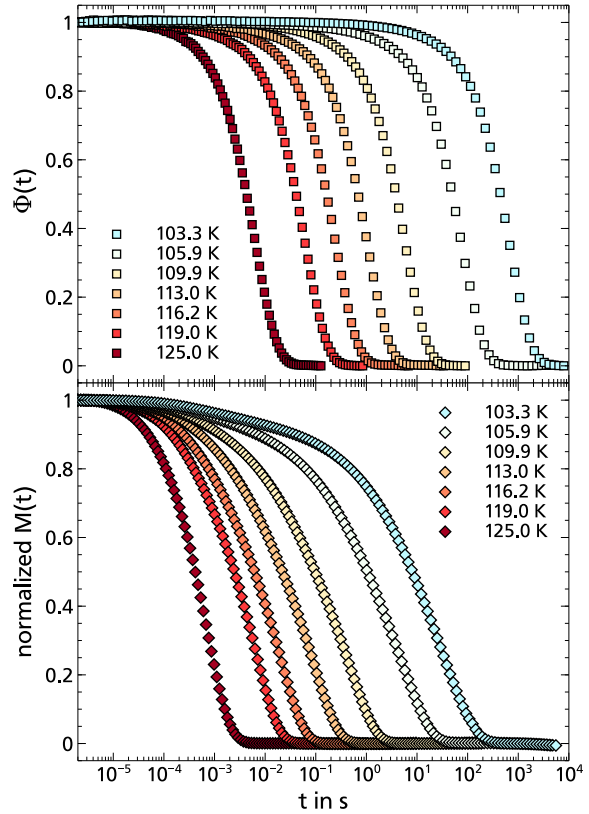 1
0.8
0.6
0.4
0.2
0
Φ(t)
103.3 K
105.9 K
109.9 K
113.0 K
116.2 K
119.0 K
125.0 K
1
0.8
0.6
0.4
0.2
0
normalized M(t)
103.3 K
105.9 K
109.9 K
113.0 K
116.2 K
119.0 K
125.0 K
10⁻⁵ 10⁻⁴ 10⁻³ 10⁻² 10⁻¹ 10⁰ 10¹ 10² 10³ 10⁴
t in s